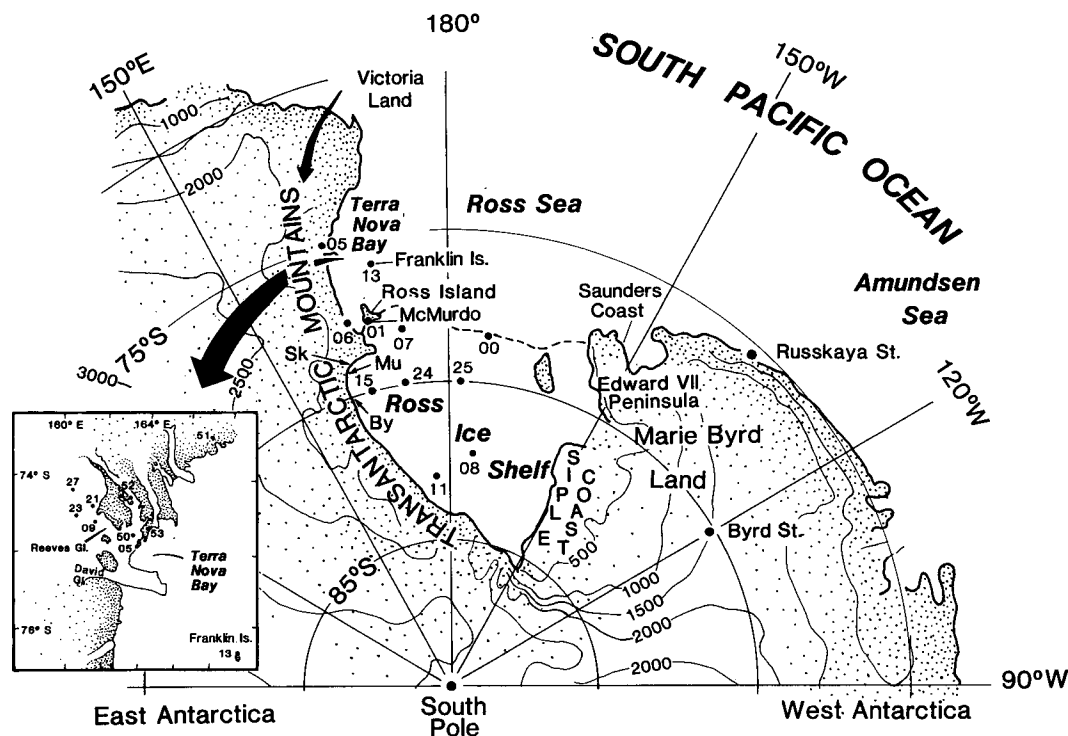 180°
150°E
150°W
SOUTH PACIFIC OCEAN
Victoria
Land
1000
2000
MOUNTAINS
Terra
Nova
Bay
Ross Sea
05
13
Franklin Is.
Amundsen
Sea
Ross Island
McMurdo
Saunders
Coast
06
01
07
00
Russkaya St.
75°S
3000
2500
Sk
Mu
15
24
25
By
Ross
Ice
Shelf
Edward VII
Peninsula
120°W
TRANSANTARCTIC
08
11
Marie Byrd
Land
SIPLE
COAST
500
Byrd St.
85°S
1000
1500
2000
2000
160° E
164° E
51
74° S
27
52
21
23
09
50
53
05
Reeves Gl.
David
Gl.
Terra
Nova
Bay
76° S
Franklin Is.
13
90°W
East Antarctica
South
Pole
West Antarctica